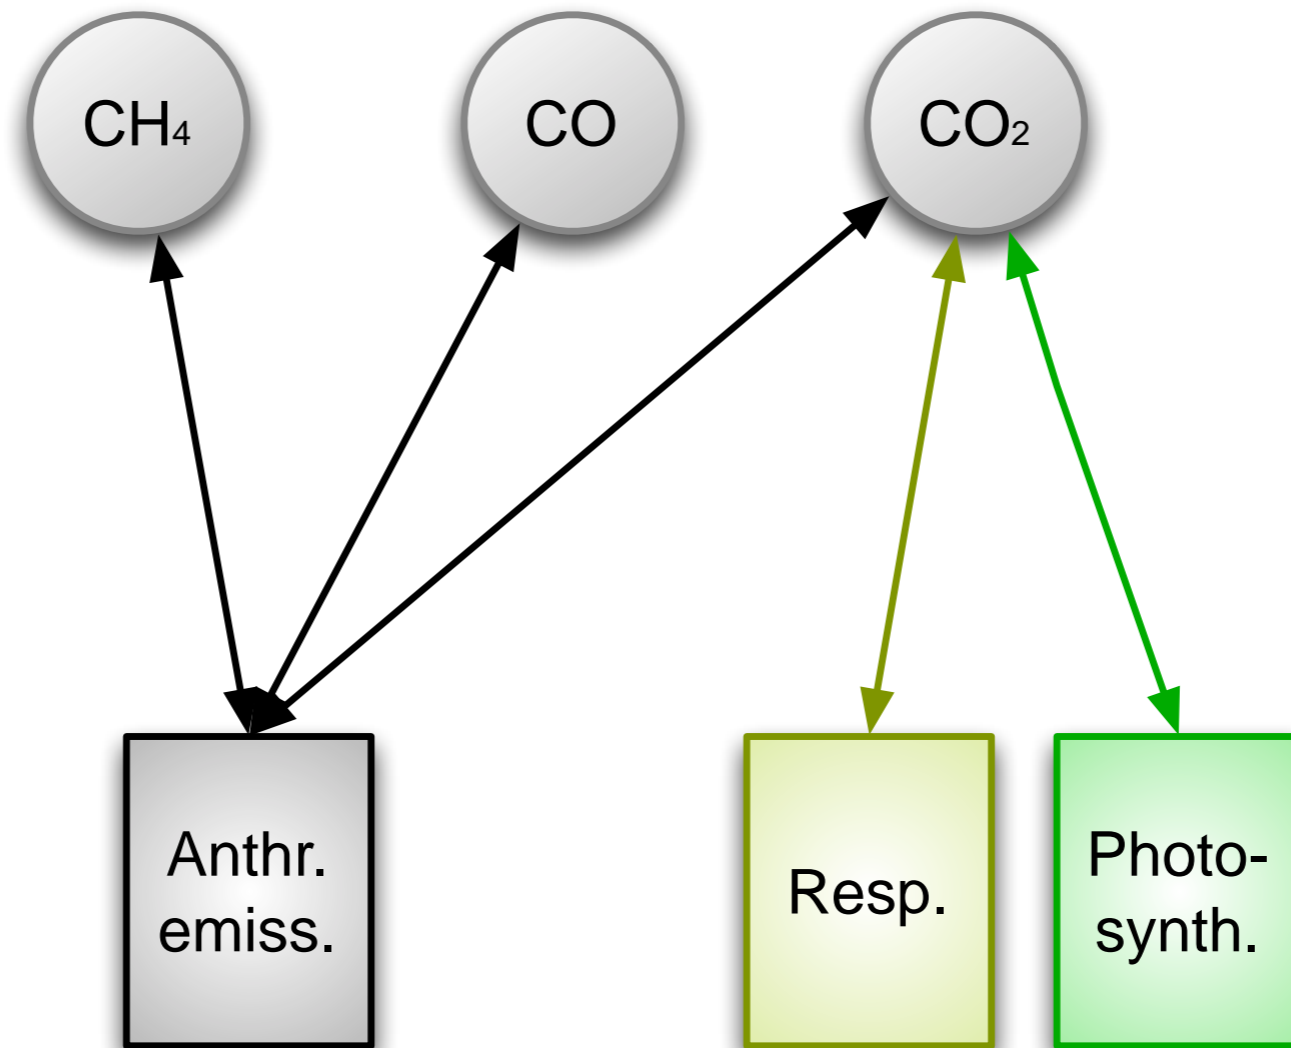 CH₄
CO
CO₂
Anthr.
emiss.
Resp.
Photo-
synth.